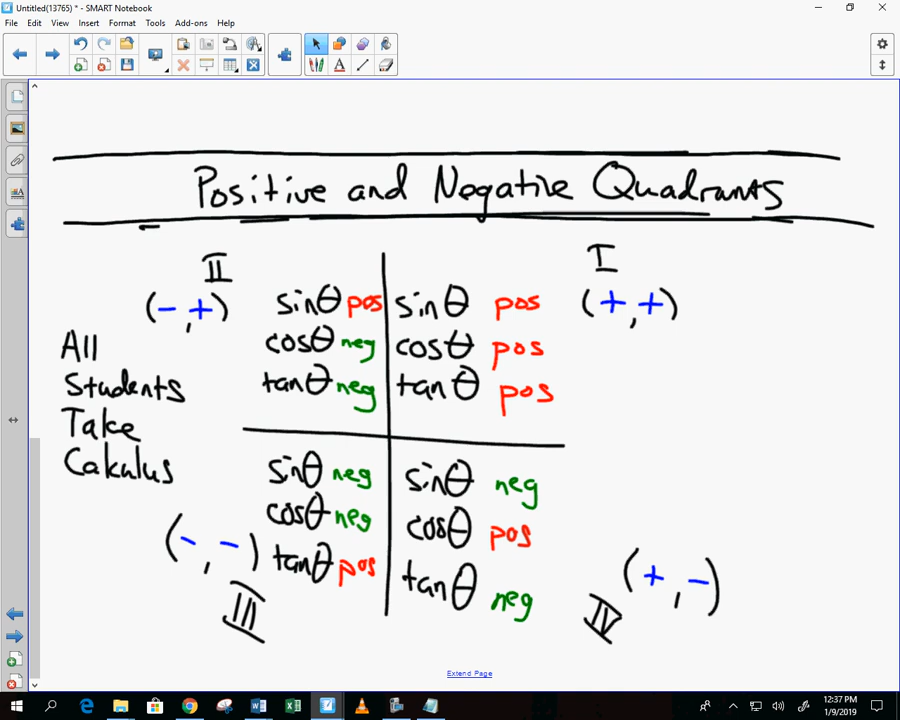 Untitled(13765) * - SMART Notebook
File Edit View Insert Format Tools Add-ons Help
Positive and Negative Quadrants
II
I
(-,+)
sinθ pos
sinθ pos
(+,+)
cosθ neg
cosθ pos
tanθ neg
tanθ pos
All
Students
Take
Calculus
sinθ neg
sinθ neg
cosθ neg
cosθ pos
(-,-)
tanθ pos
tanθ neg
(+,-)
III
IV
Extend Page
12:37 PM
1/9/2019